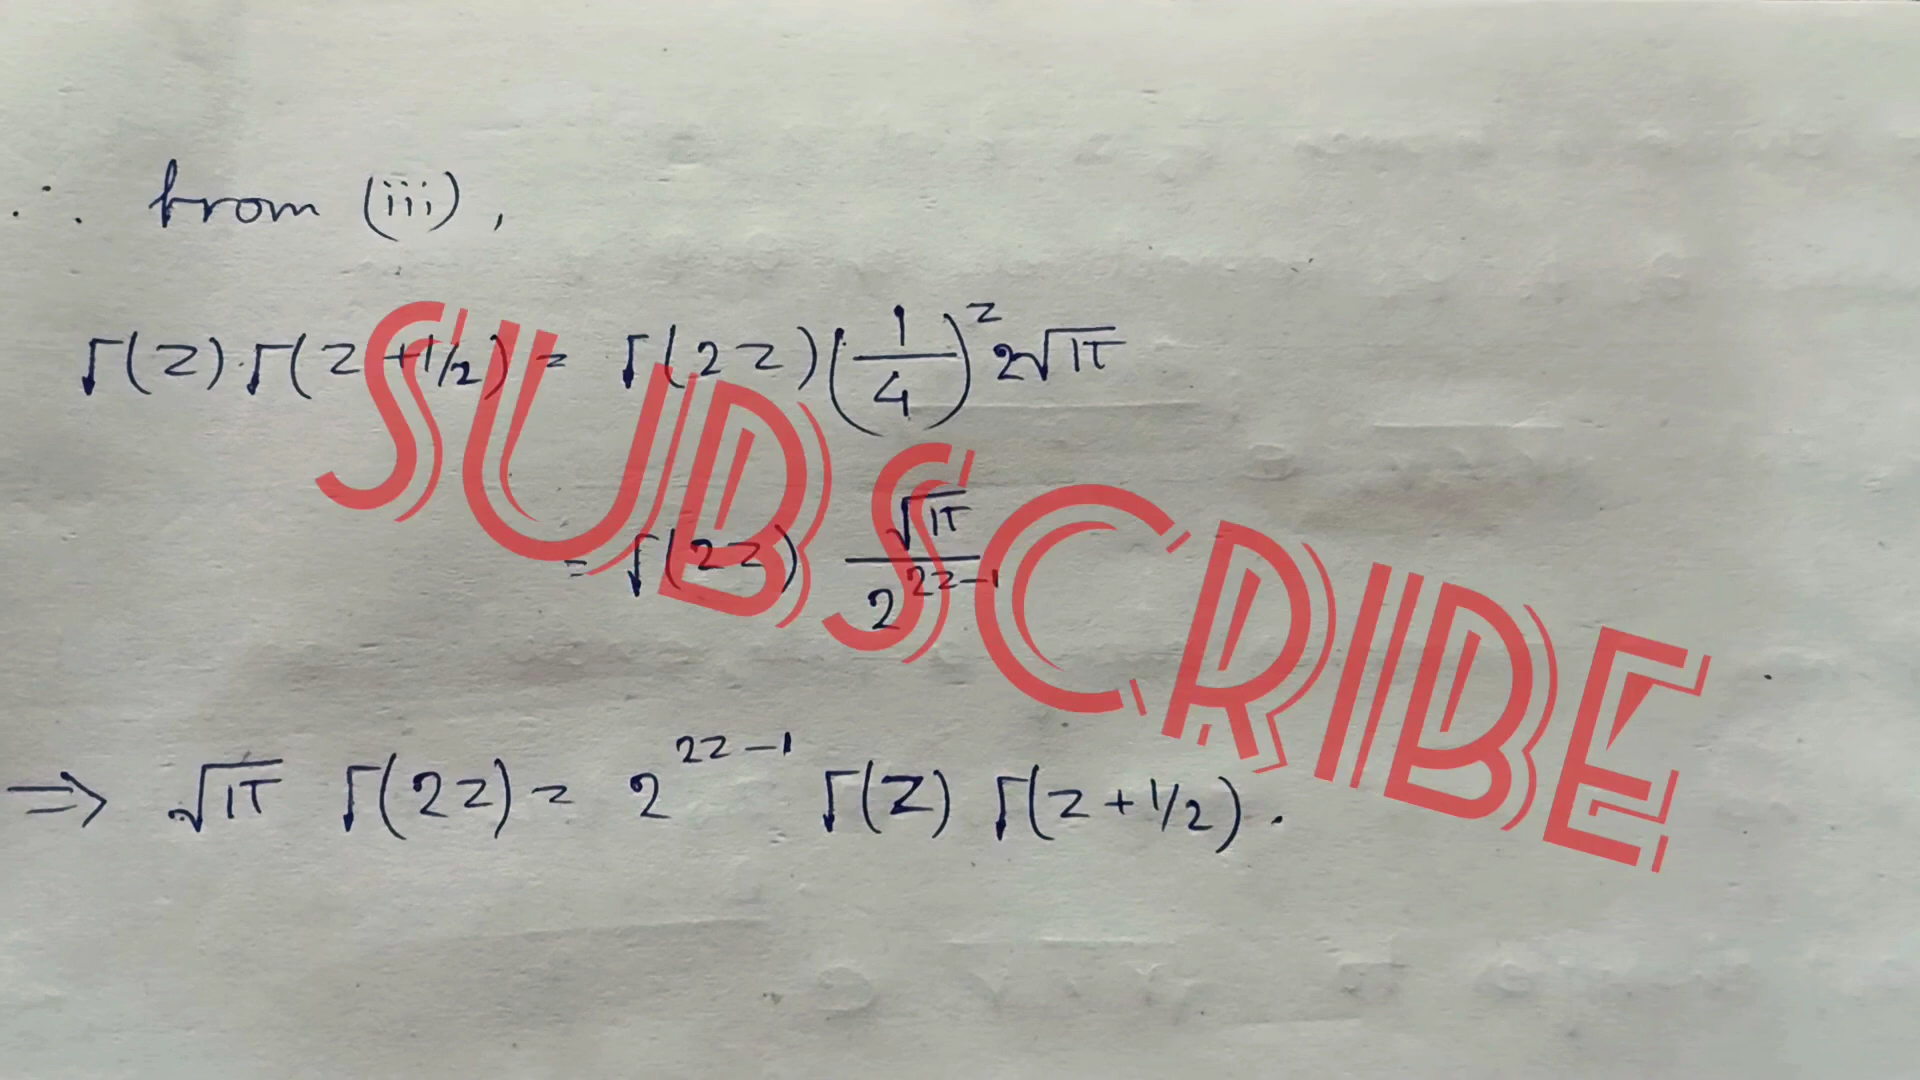 ∴ from (iii),
Γ(z)·Γ(z+1/2) = Γ(2z)(1/4)^z 2√π
= Γ(2z) √π/2^(2z-1)
⇒ √π Γ(2z) = 2^(2z-1) Γ(z) Γ(z+1/2).
SUBSCRIBE